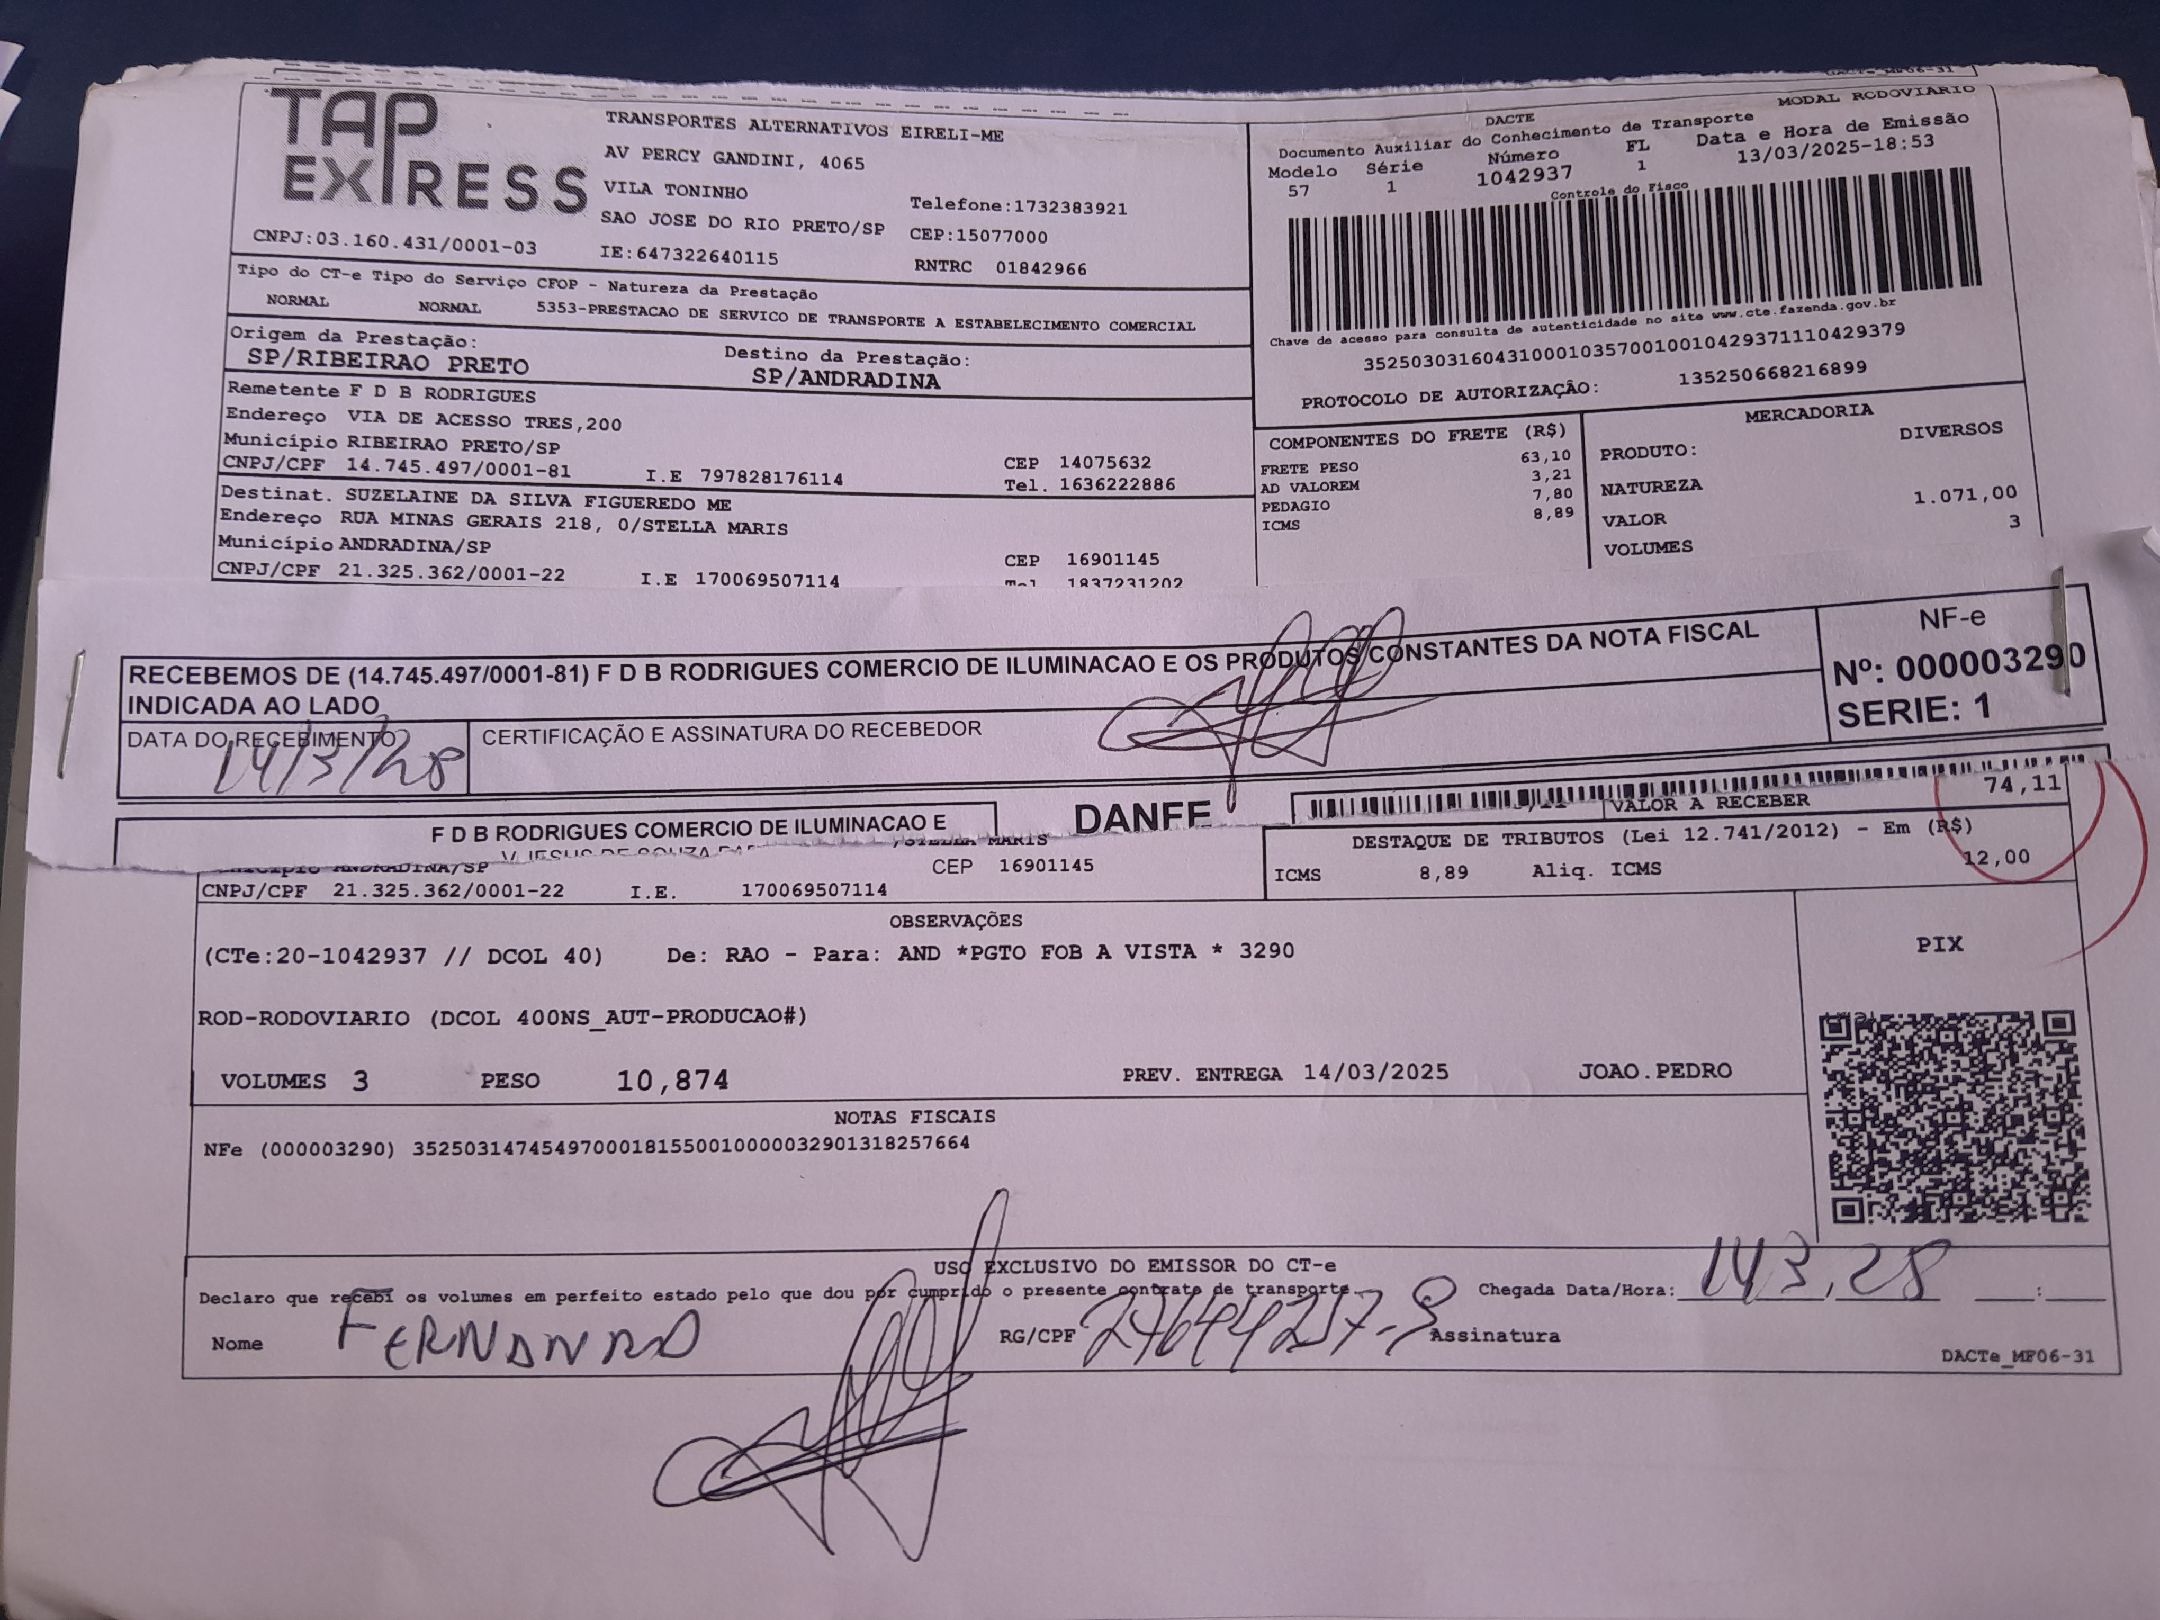 DACTe_MF06-31
MODAL RODOVIARIO
TAP EXPRESS
TRANSPORTES ALTERNATIVOS EIRELI-ME
AV PERCY GANDINI, 4065
VILA TONINHO
Telefone:1732383921
SAO JOSE DO RIO PRETO/SP CEP:15077000
CNPJ:03.160.431/0001-03 IE:647322640115 RNTRC 01842966
DACTE
Documento Auxiliar do Conhecimento de Transporte
Modelo Série Número FL Data e Hora de Emissão
57 1 1042937 1 13/03/2025-18:53
Controle do Fisco
Chave de acesso para consulta de autenticidade no site www.cte.fazenda.gov.br
35250303160431000103570010010429371110429379
PROTOCOLO DE AUTORIZAÇÃO: 135250668216899
Tipo do CT-e Tipo do Serviço CFOP - Natureza da Prestação
NORMAL NORMAL 5353-PRESTACAO DE SERVICO DE TRANSPORTE A ESTABELECIMENTO COMERCIAL
Origem da Prestação: Destino da Prestação:
SP/RIBEIRAO PRETO SP/ANDRADINA
Remetente F D B RODRIGUES
Endereço VIA DE ACESSO TRES,200
Município RIBEIRAO PRETO/SP CEP 14075632
CNPJ/CPF 14.745.497/0001-81 I.E 797828176114 Tel. 1636222886
Destinat. SUZELAINE DA SILVA FIGUEREDO ME
Endereço RUA MINAS GERAIS 218, 0/STELLA MARIS
Município ANDRADINA/SP CEP 16901145
CNPJ/CPF 21.325.362/0001-22 I.E 170069507114 Tel 1837231202
COMPONENTES DO FRETE (R$)
FRETE PESO 63,10
AD VALOREM 3,21
PEDAGIO 7,80
ICMS 8,89
MERCADORIA
PRODUTO: DIVERSOS
NATUREZA
VALOR 1.071,00
VOLUMES 3
RECEBEMOS DE (14.745.497/0001-81) F D B RODRIGUES COMERCIO DE ILUMINACAO E OS PRODUTOS CONSTANTES DA NOTA FISCAL
INDICADA AO LADO
NF-e
Nº: 000003290
SERIE: 1
DATA DO RECEBIMENTO CERTIFICAÇÃO E ASSINATURA DO RECEBEDOR
14/3/28
F D B RODRIGUES COMERCIO DE ILUMINACAO E
DANFE
VALOR A RECEBER 74,11
/STELLA MARIS
DESTAQUE DE TRIBUTOS (Lei 12.741/2012) - Em (R$)
Município ANDRADINA/SP CEP 16901145
ICMS 8,89 Aliq. ICMS 12,00
CNPJ/CPF 21.325.362/0001-22 I.E. 170069507114
OBSERVAÇÕES
(CTe:20-1042937 // DCOL 40) De: RAO - Para: AND *PGTO FOB A VISTA * 3290
PIX
ROD-RODOVIARIO (DCOL 400NS_AUT-PRODUCAO#)
VOLUMES 3 PESO 10,874 PREV. ENTREGA 14/03/2025 JOAO.PEDRO
NOTAS FISCAIS
NFe (000003290) 35250314745497000181550010000032901318257664
USO EXCLUSIVO DO EMISSOR DO CT-e
Declaro que recebi os volumes em perfeito estado pelo que dou por cumprido o presente contrato de transporte.
Chegada Data/Hora: 14 3, 28 :
Nome FERNANDO RG/CPF 27644257-9 Assinatura
DACTe_MF06-31